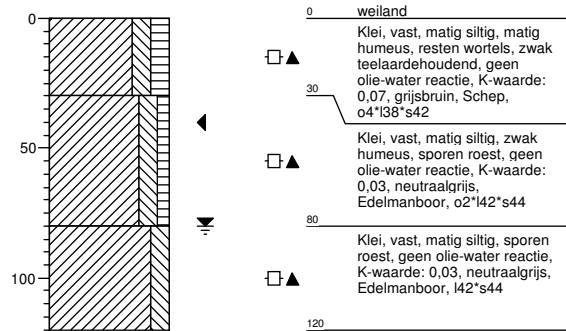 0
50
100
0 weiland
Klei, vast, matig siltig, matig
humeus, resten wortels, zwak
teelaardehoudend, geen
olie-water reactie, K-waarde:
0,07, grijsbruin, Schep,
o4*l38*s42
30
Klei, vast, matig siltig, zwak
humeus, sporen roest, geen
olie-water reactie, K-waarde:
0,03, neutraalgrijs,
Edelmanboor, o2*l42*s44
80
Klei, vast, matig siltig, sporen
roest, geen olie-water reactie,
K-waarde: 0,03, neutraalgrijs,
Edelmanboor, l42*s44
120